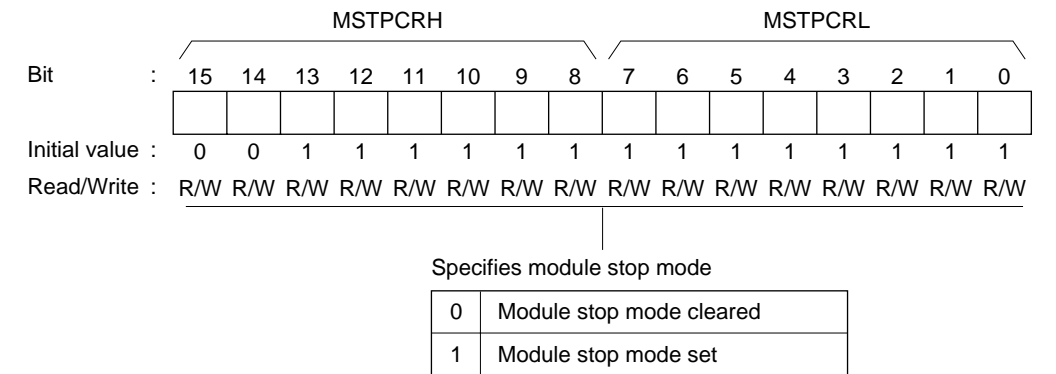 MSTPCRH MSTPCRL
Bit : 15 14 13 12 11 10 9 8 7 6 5 4 3 2 1 0
Initial value : 0 0 1 1 1 1 1 1 1 1 1 1 1 1 1 1
Read/Write : R/W R/W R/W R/W R/W R/W R/W R/W R/W R/W R/W R/W R/W R/W R/W R/W
Specifies module stop mode
0 Module stop mode cleared
1 Module stop mode set